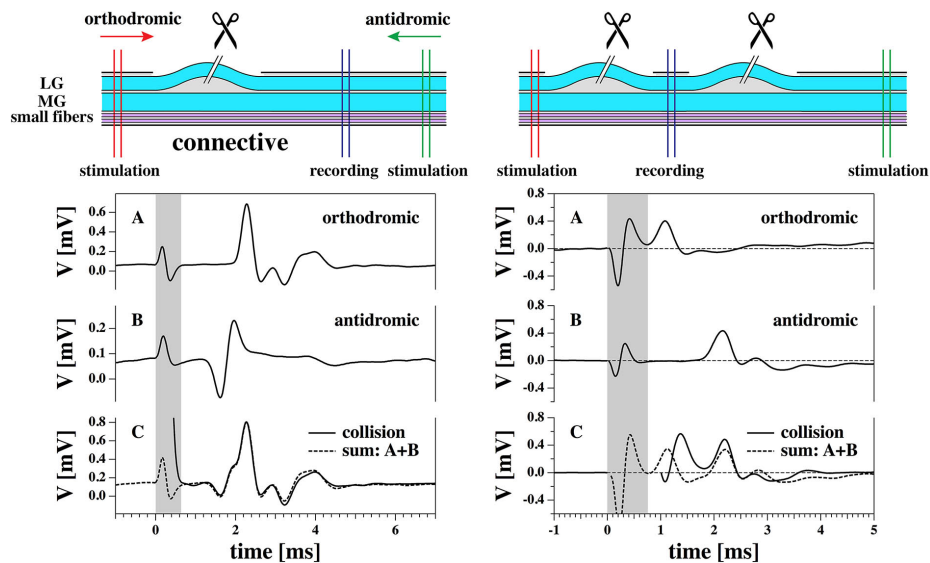 orthodromic
antidromic
LG
MG
small fibers
connective
stimulation
recording
stimulation
stimulation
recording
stimulation
A
orthodromic
V [mV]
0.6
0.2
0.0
B
antidromic
V [mV]
0.2
0.1
0.0
C
collision
sum: A+B
V [mV]
0.8
0.6
0.4
0.2
0.0
0
2
4
6
time [ms]
A
orthodromic
V [mV]
0.8
0.4
0.0
-0.4
B
antidromic
V [mV]
0.8
0.4
0.0
-0.4
C
collision
sum: A+B
V [mV]
0.8
0.4
0.0
-0.4
-1
0
1
2
3
4
5
time [ms]